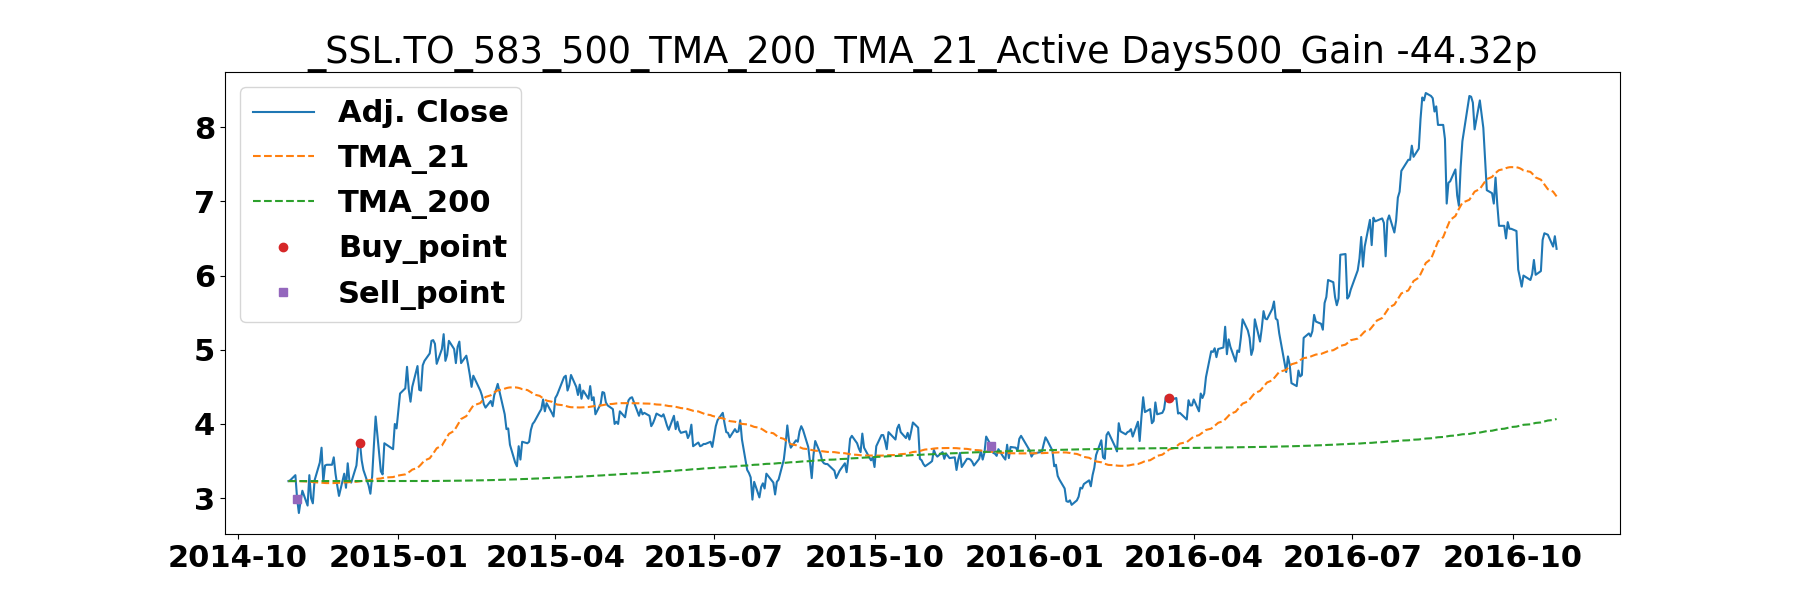 _SSL.TO_583_500_TMA_200_TMA_21_Active Days500_Gain -44.32p
Adj. Close
TMA_21
TMA_200
Buy_point
Sell_point
8
7
6
5
4
3
2014-10 2015-01 2015-04 2015-07 2015-10 2016-01 2016-04 2016-07 2016-10